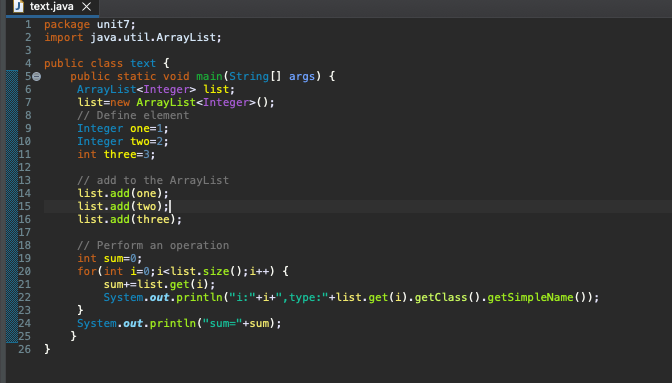 text.java
1 package unit7;
2 import java.util.ArrayList;
3
4 public class text {
5 public static void main(String[] args) {
6 ArrayList<Integer> list;
7 list=new ArrayList<Integer>();
8 // Define element
9 Integer one=1;
10 Integer two=2;
11 int three=3;
12
13 // add to the ArrayList
14 list.add(one);
15 list.add(two);
16 list.add(three);
17
18 // Perform an operation
19 int sum=0;
20 for(int i=0;i<list.size();i++) {
21 sum+=list.get(i);
22 System.out.println("i:"+i+",type:"+list.get(i).getClass().getSimpleName());
23 }
24 System.out.println("sum="+sum);
25 }
26 }